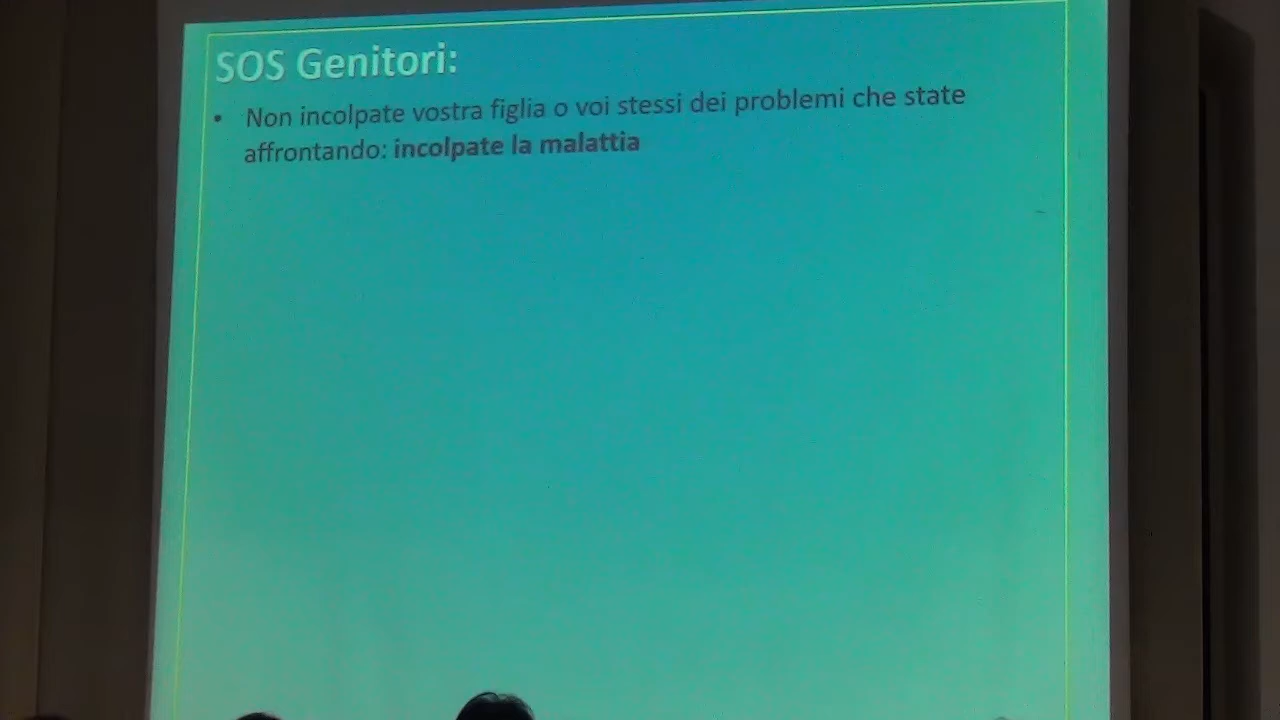 SOS Genitori:
• Non incolpate vostra figlia o voi stessi dei problemi che state
affrontando: incolpate la malattia